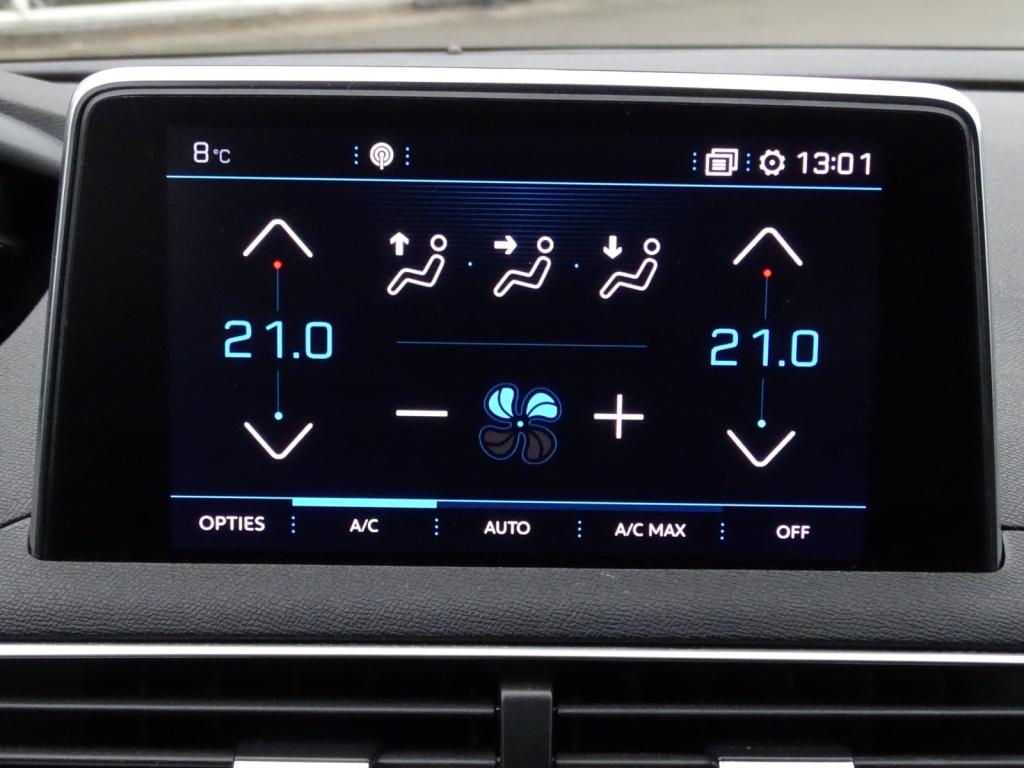 8°C 13:01
21.0 21.0
OPTIES A/C AUTO A/C MAX OFF